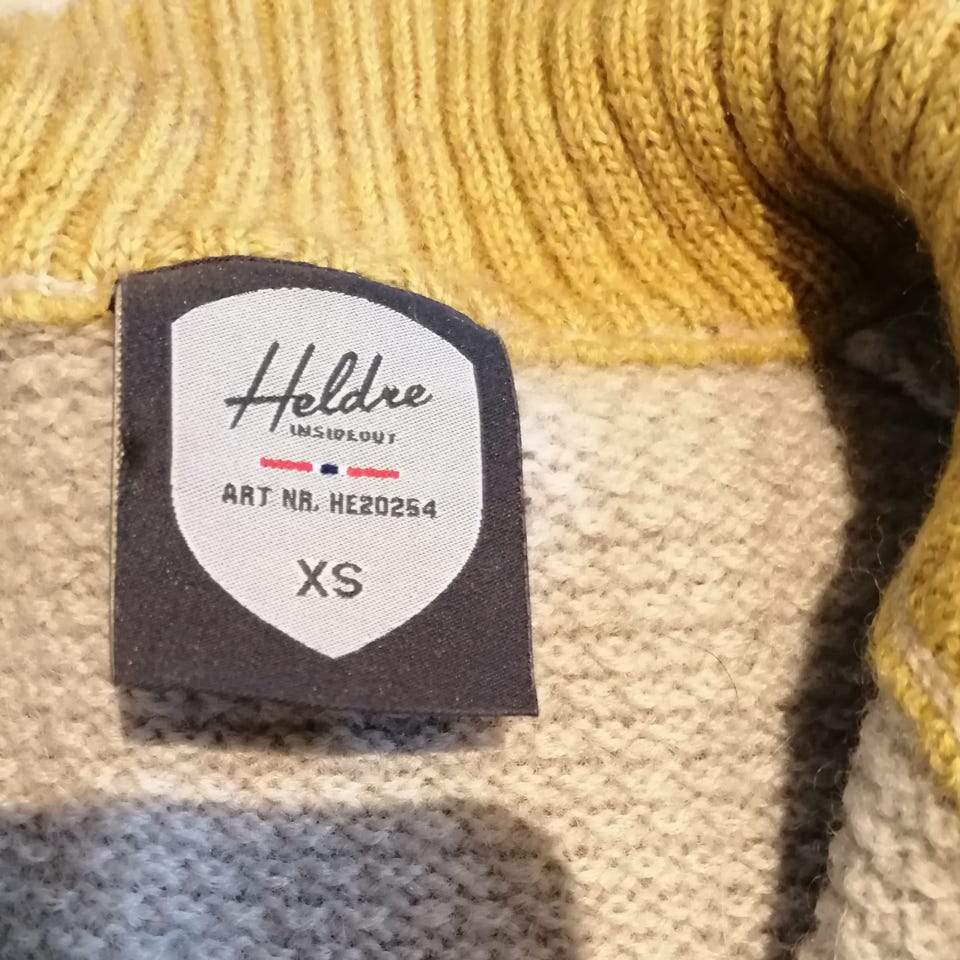 Heldre
INSIDEOUT
ART NR. HE20254
XS